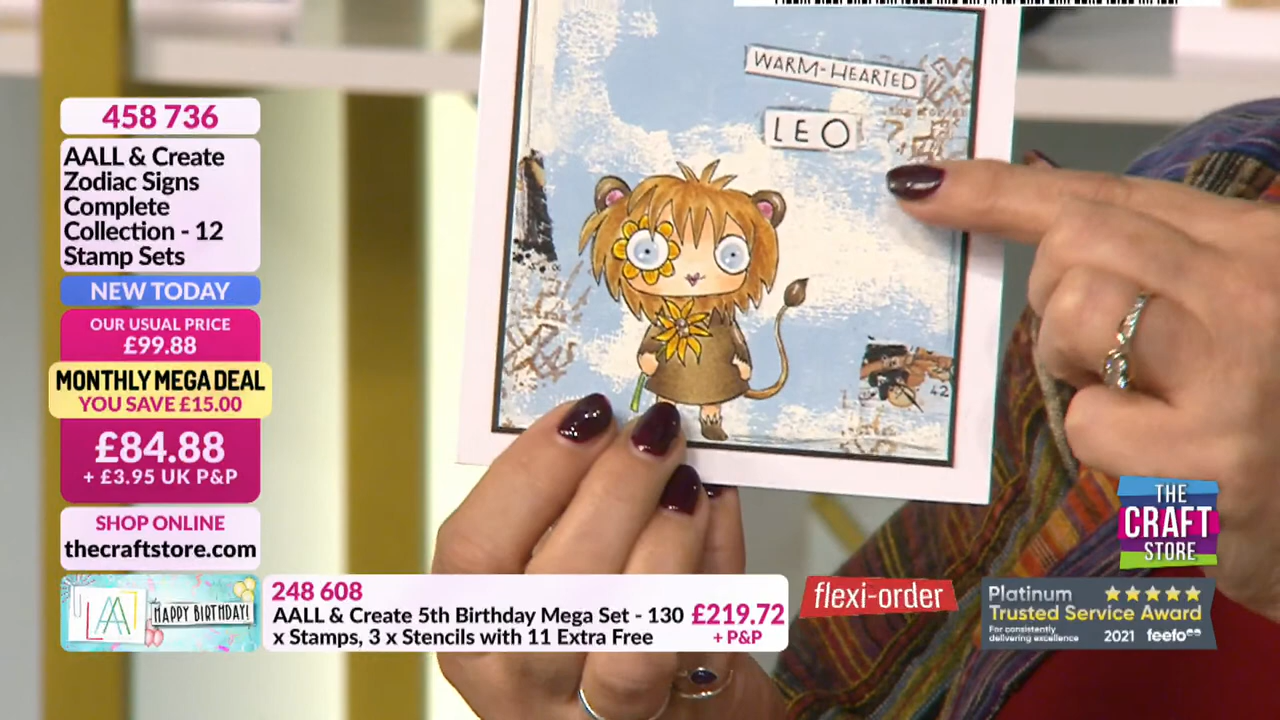 WARM-HEARTED
LEO
42
458 736
AALL & Create
Zodiac Signs
Complete
Collection - 12
Stamp Sets
NEW TODAY
OUR USUAL PRICE
£99.88
MONTHLY MEGA DEAL
YOU SAVE £15.00
£84.88
+ £3.95 UK P&P
SHOP ONLINE
thecraftstore.com
HAPPY BIRTHDAY!
248 608
AALL & Create 5th Birthday Mega Set - 130
x Stamps, 3 x Stencils with 11 Extra Free
£219.72
+ P&P
flexi-order
THE
CRAFT
STORE
Platinum
Trusted Service Award
For consistently
delivering excellence
2021 feefo